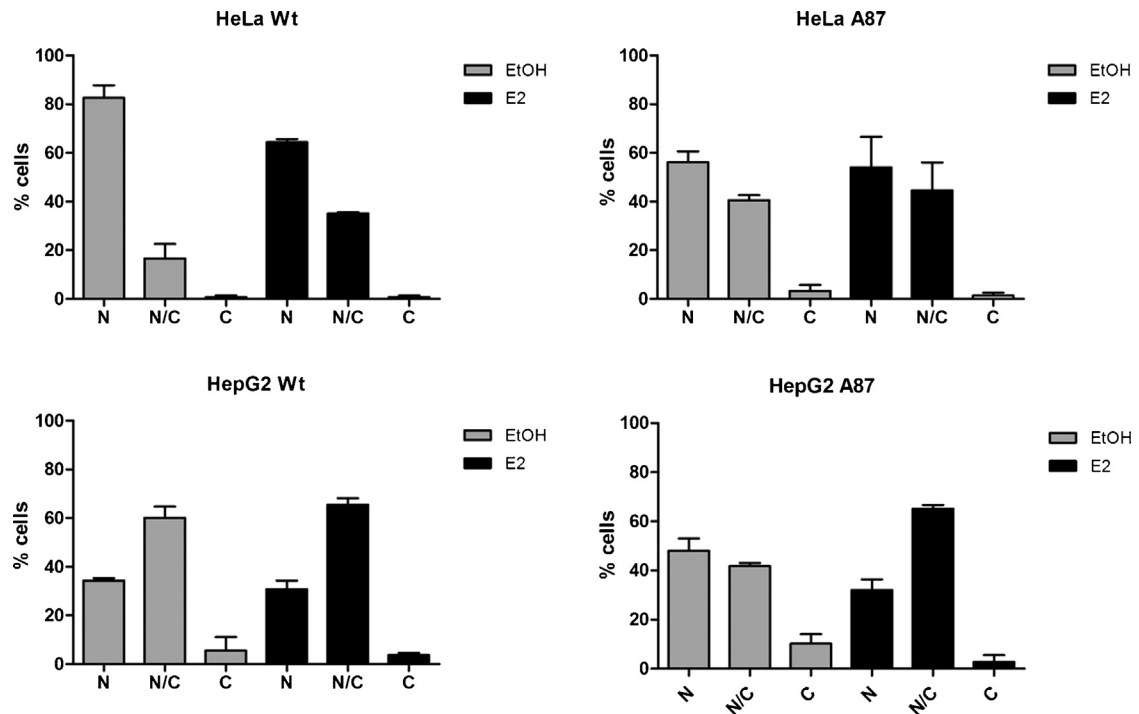 HeLa Wt
100
80
60
40
20
0
% cells
N N/C C N N/C C
EtOH
E2
HeLa A87
100
80
60
40
20
0
% cells
N N/C C N N/C C
EtOH
E2
HepG2 Wt
100
80
60
40
20
0
% cells
N N/C C N N/C C
EtOH
E2
HepG2 A87
100
80
60
40
20
0
% cells
N N/C C N N/C C
EtOH
E2